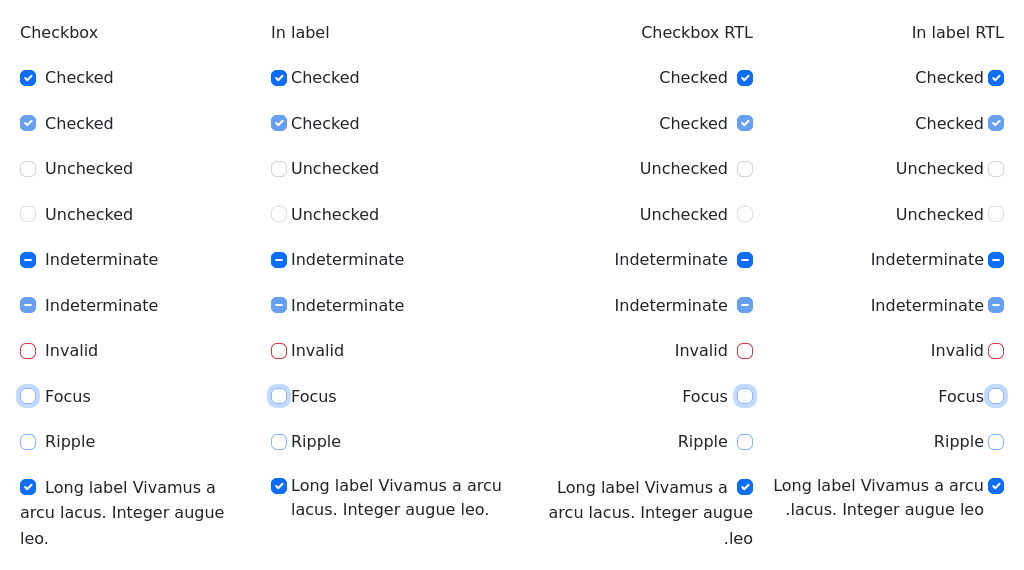 Checkbox In label Checkbox RTL In label RTL
Checked Checked Checked Checked
Checked Checked Checked Checked
Unchecked Unchecked Unchecked Unchecked
Unchecked Unchecked Unchecked Unchecked
Indeterminate Indeterminate Indeterminate Indeterminate
Indeterminate Indeterminate Indeterminate Indeterminate
Invalid Invalid Invalid Invalid
Focus Focus Focus Focus
Ripple Ripple Ripple Ripple
Long label Vivamus a
arcu lacus. Integer augue
leo.
Long label Vivamus a arcu
lacus. Integer augue leo.
Long label Vivamus a
arcu lacus. Integer augue
.leo
Long label Vivamus a arcu
.lacus. Integer augue leo